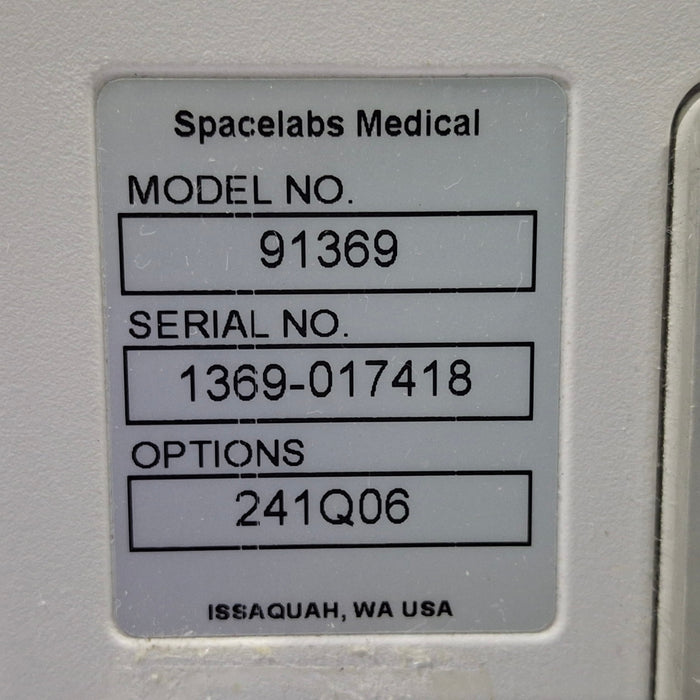 Spacelabs Medical
MODEL NO.
91369
SERIAL NO.
1369-017418
OPTIONS
241Q06
ISSAQUAH, WA USA